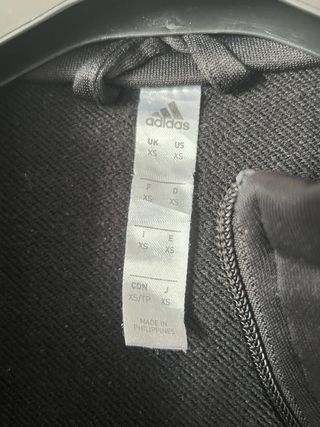 adidas
UK US
XS XS
F D
XS XS
I E
XS XS
CDN J
XS/TP XS
MADE IN
PHILIPPINES